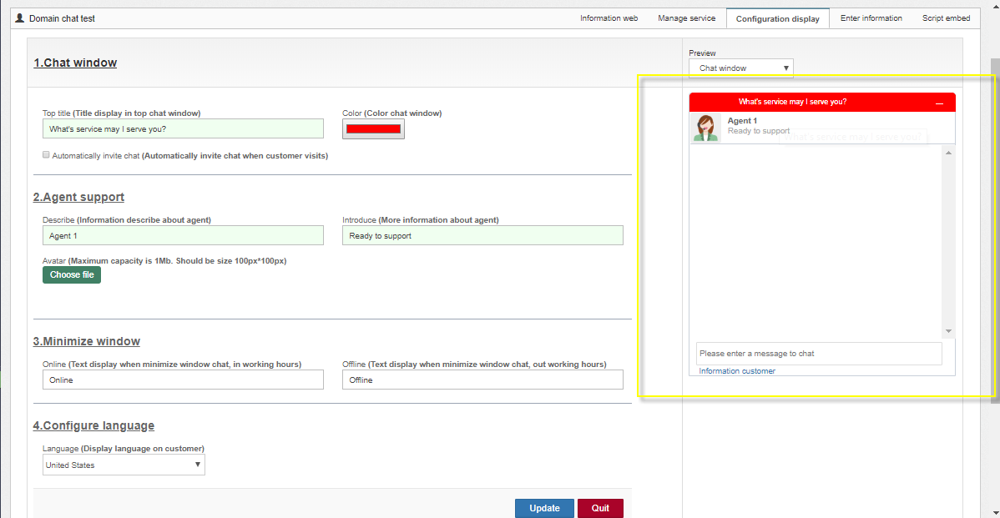 Domain chat test
Information web
Manage service
Configuration display
Enter information
Script embed
1.Chat window
Top title (Title display in top chat window)
Color (Color chat window)
What's service may I serve you?
Automatically invite chat (Automatically invite chat when customer visits)
2.Agent support
Describe (Information describe about agent)
Introduce (More information about agent)
Agent 1
Ready to support
Avatar (Maximum capacity is 1Mb. Should be size 100px*100px)
Choose file
3.Minimize window
Online (Text display when minimize window chat, in working hours)
Offline (Text display when minimize window chat, out working hours)
Online
Offline
4.Configure language
Language (Display language on customer)
United States
Update
Quit
Preview
Chat window
What's service may I serve you?
Agent 1
Ready to support
What's service may I serve you?
Please enter a message to chat
Information customer